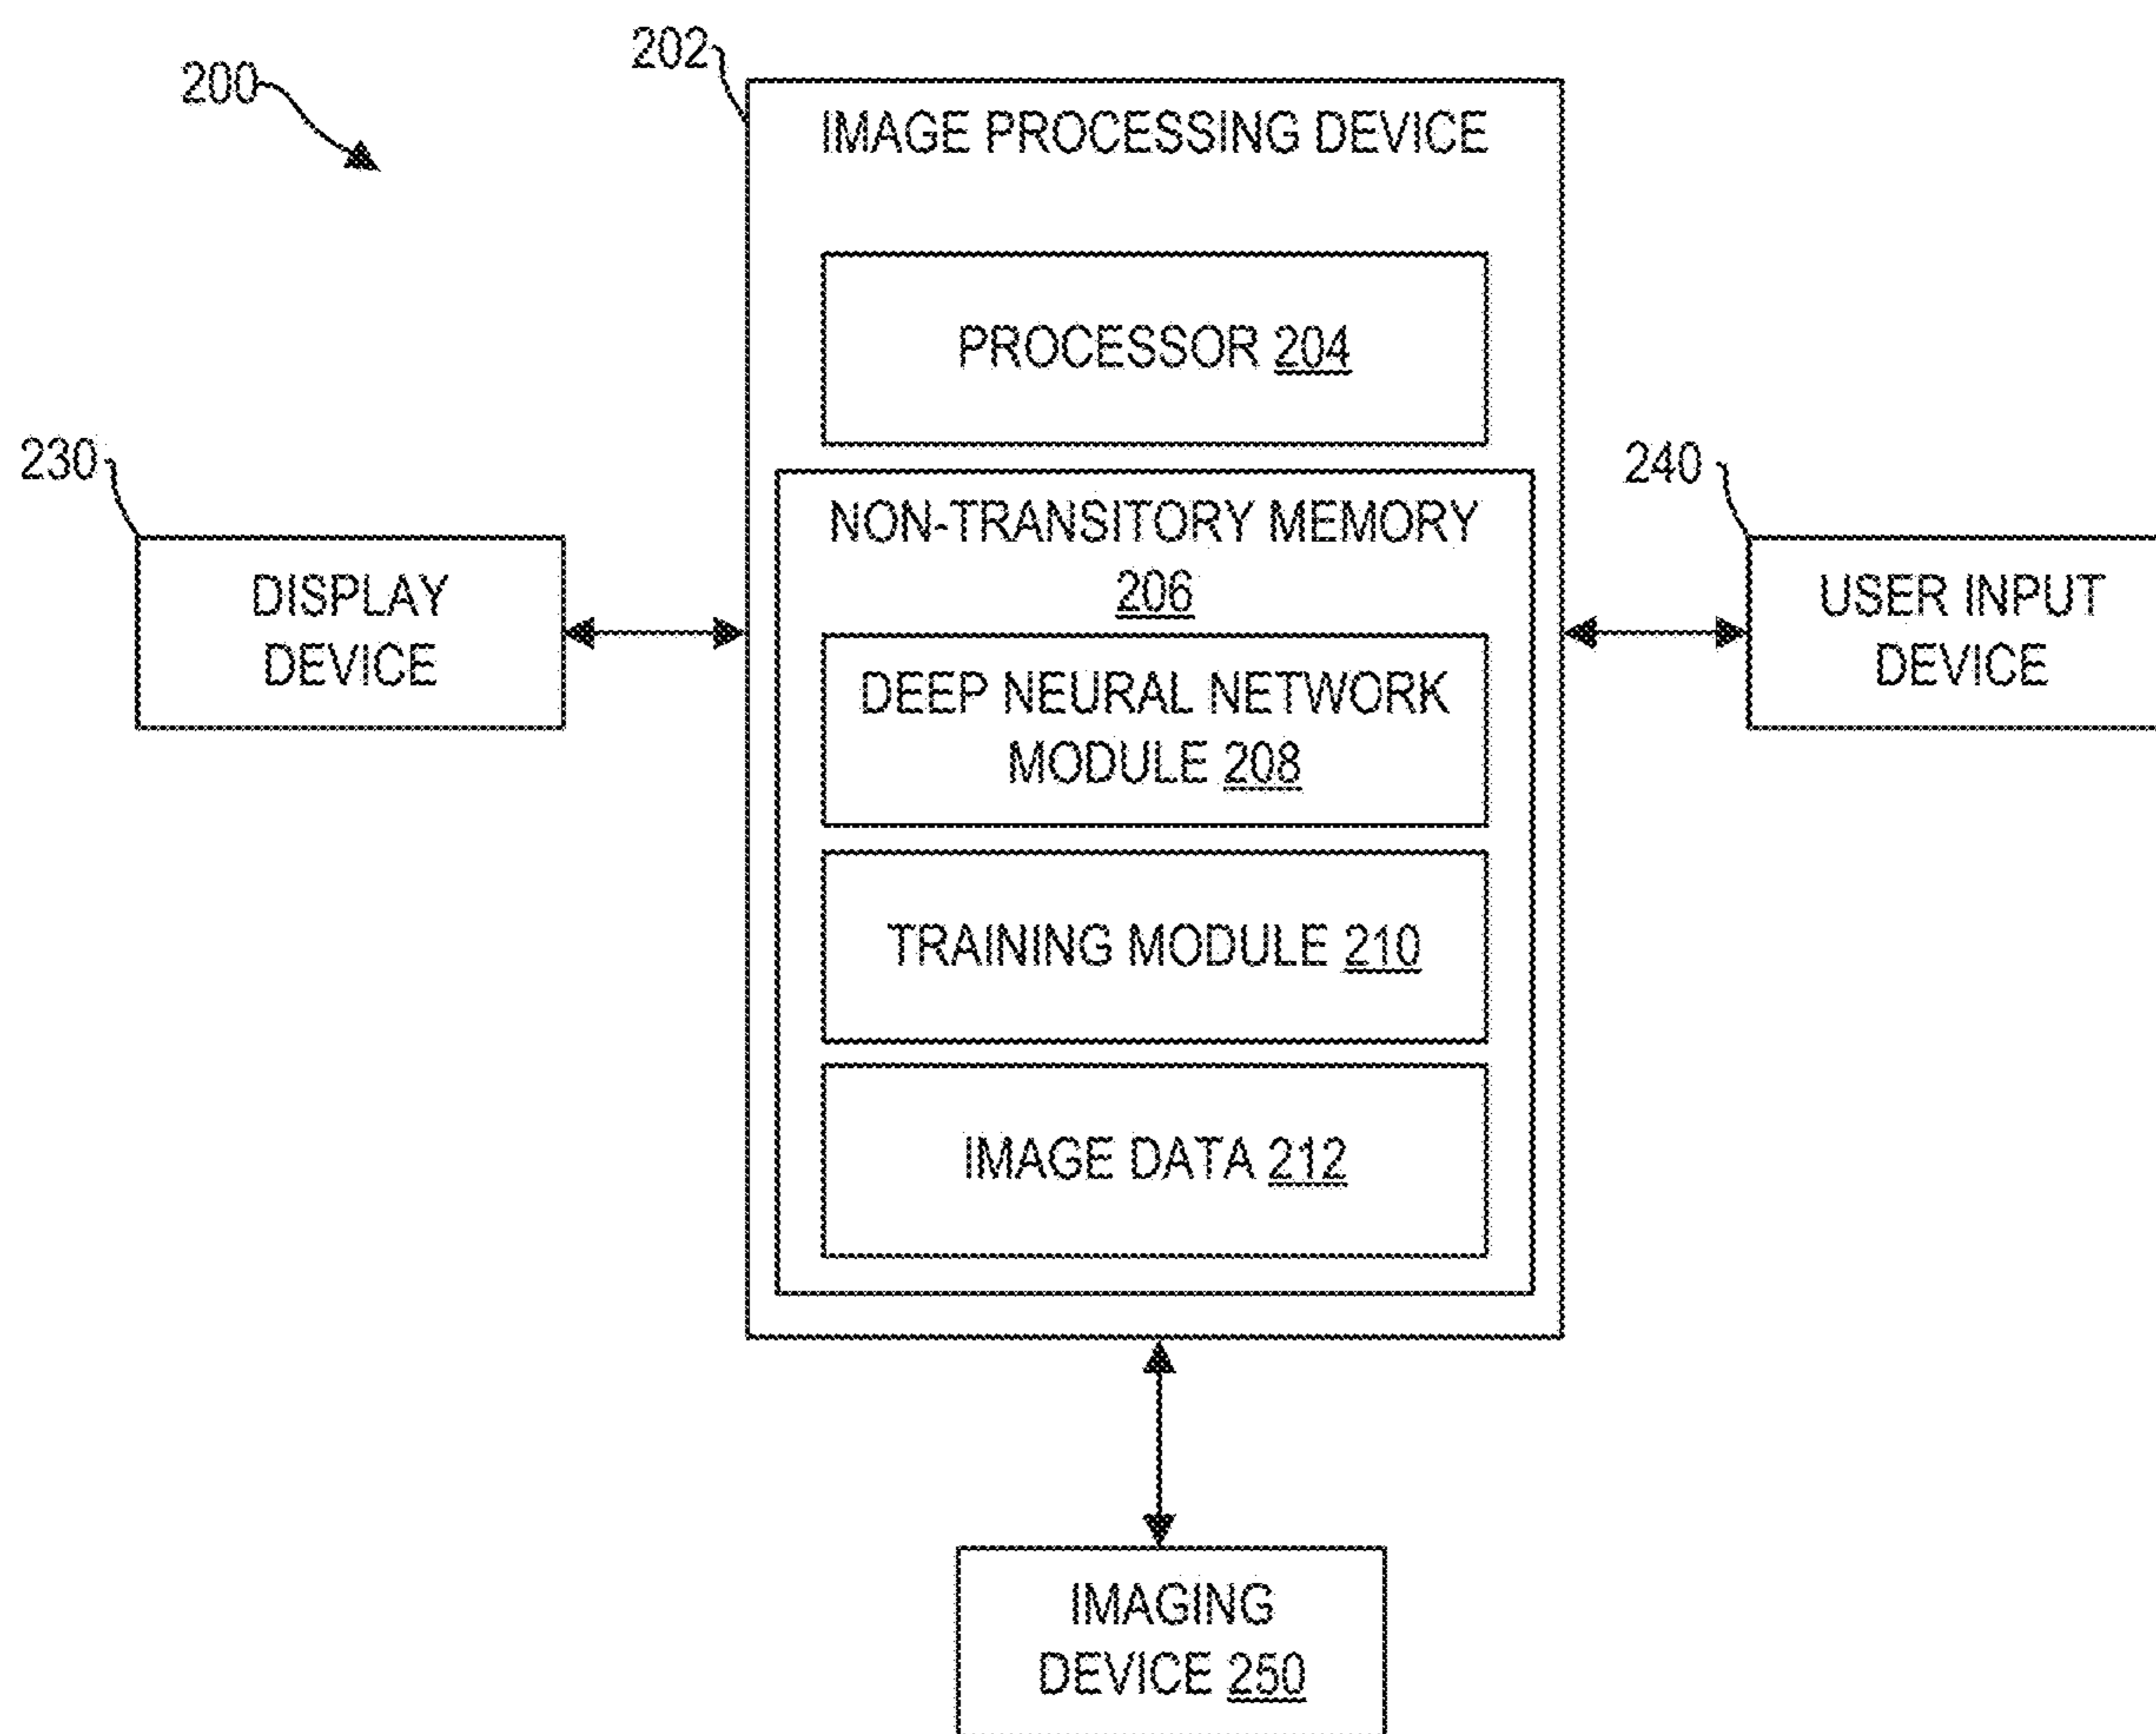 200
202
IMAGE PROCESSING DEVICE
PROCESSOR 204
230
240
NON-TRANSITORY MEMORY
206
DISPLAY
DEVICE
USER INPUT
DEVICE
DEEP NEURAL NETWORK
MODULE 208
TRAINING MODULE 210
IMAGE DATA 212
IMAGING
DEVICE 250